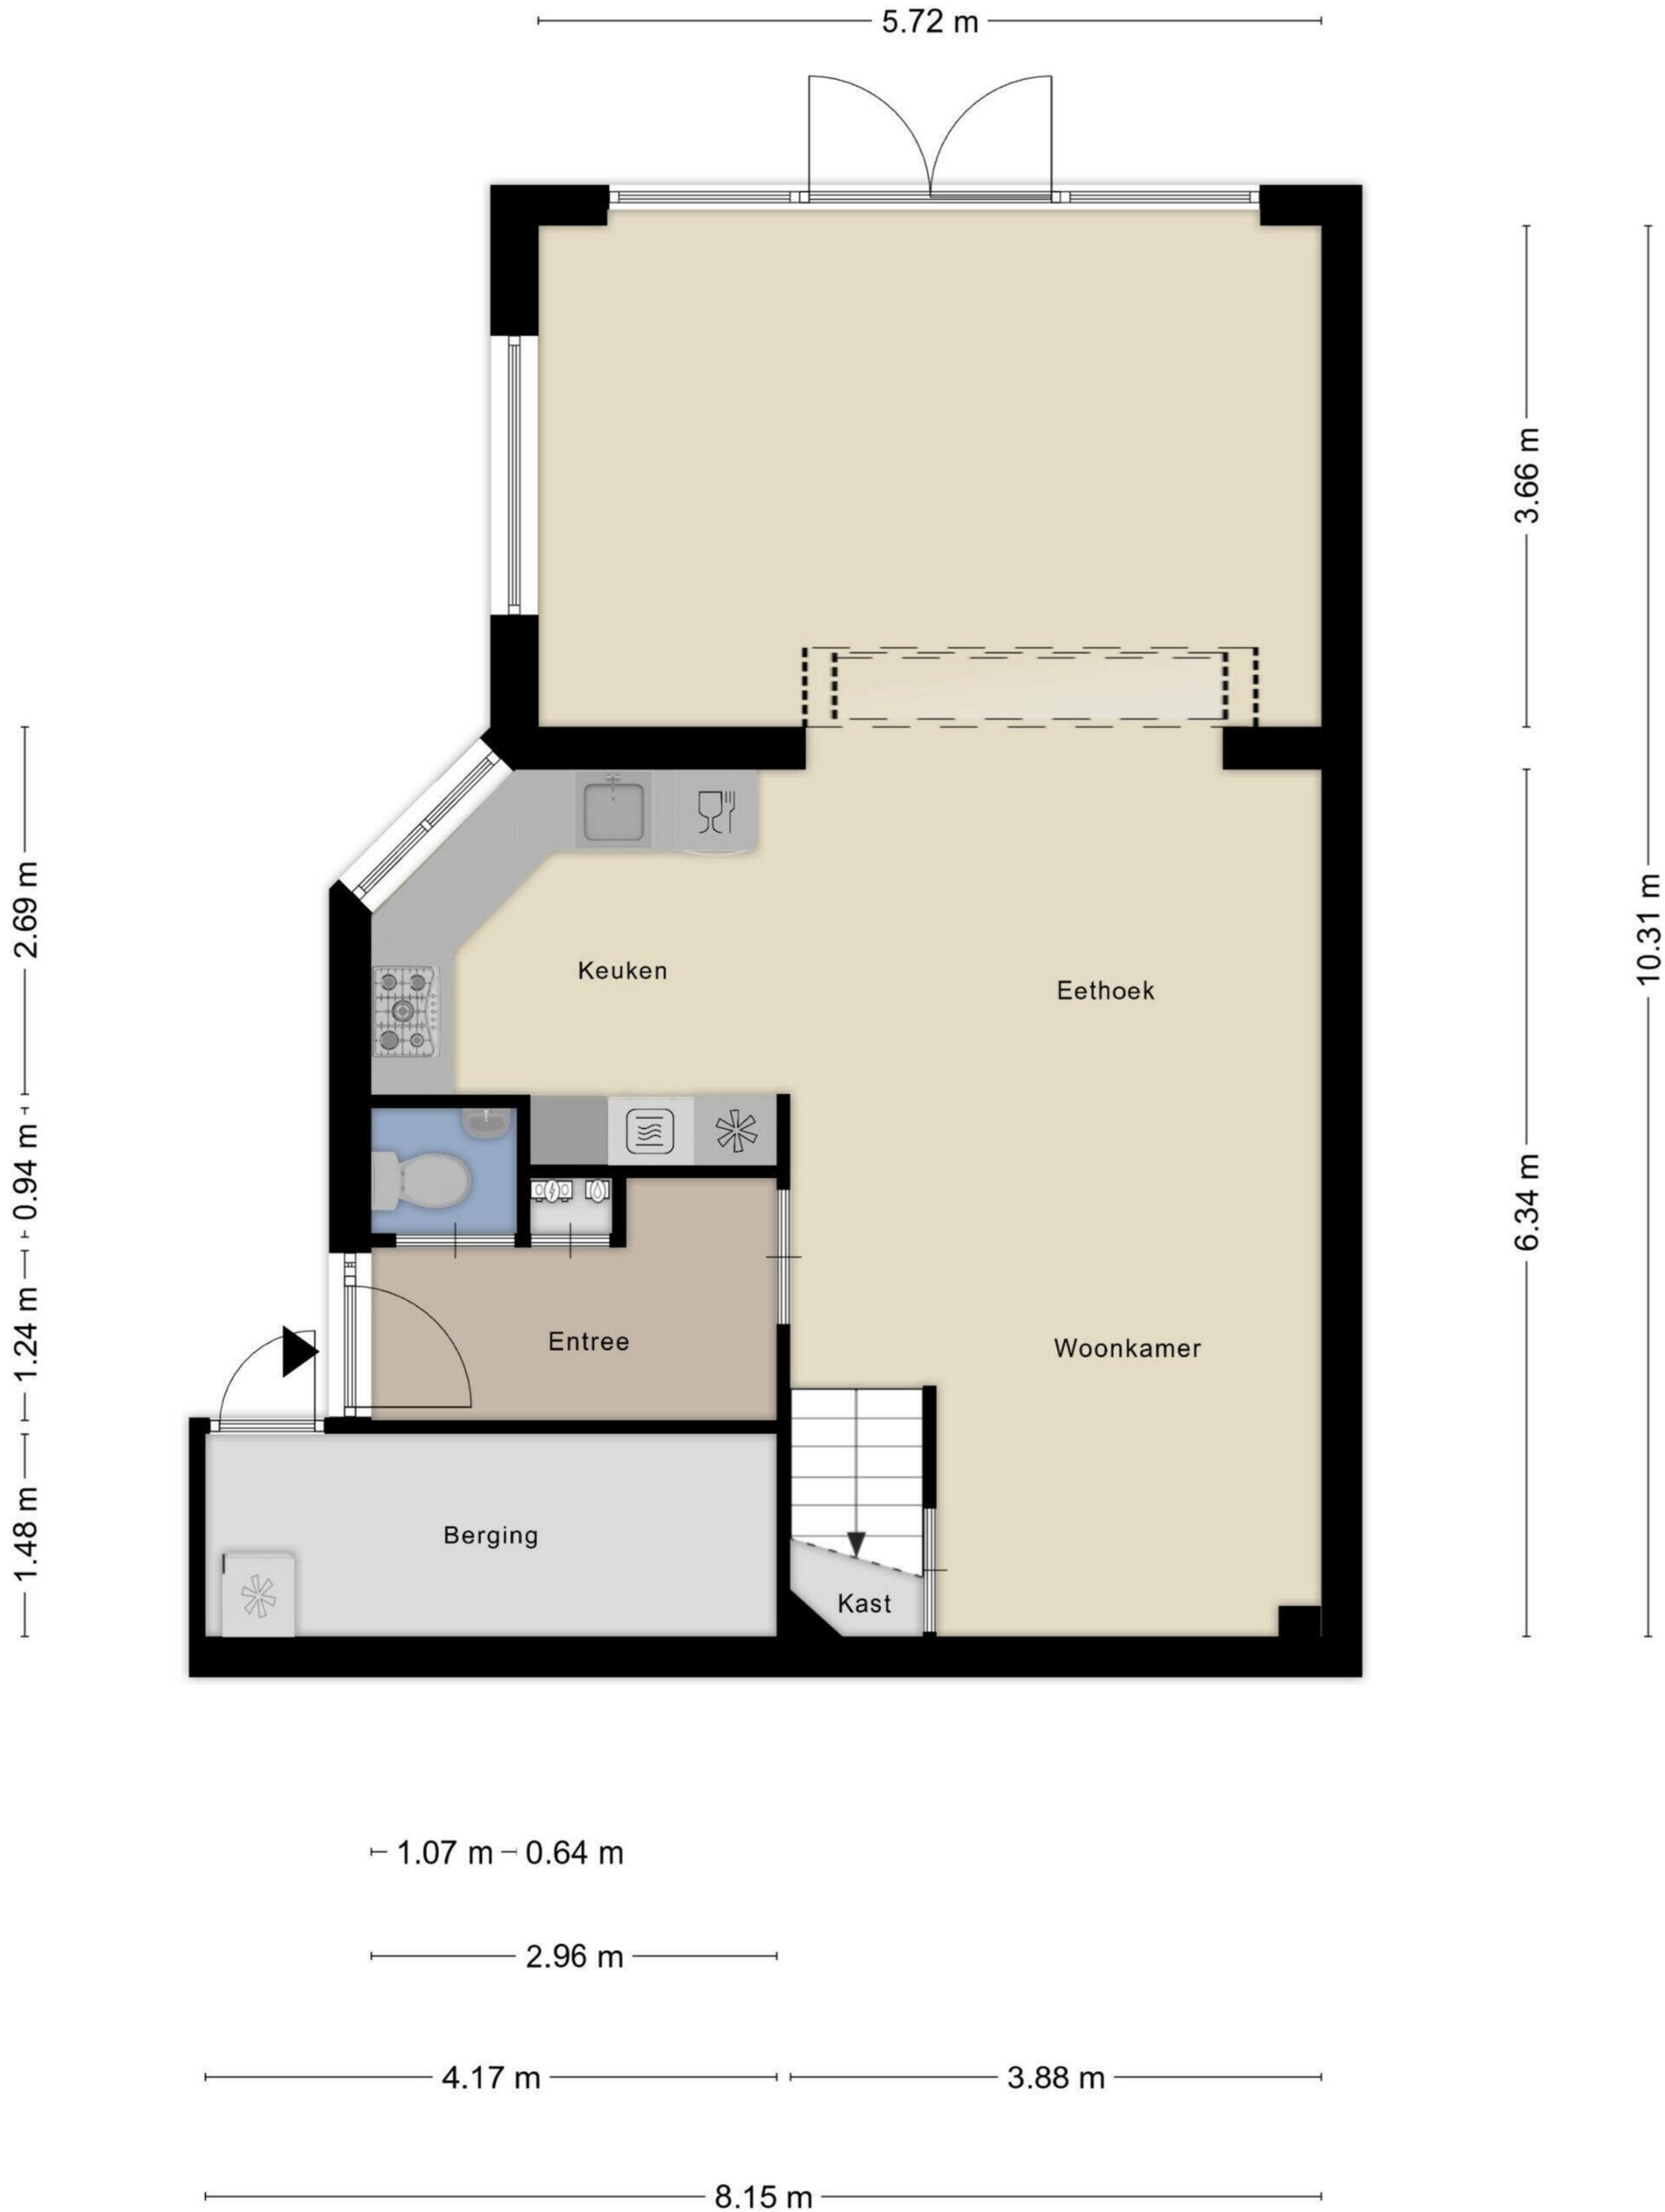 5.72 m
3.66 m
10.31 m
2.69 m
Keuken
Eethoek
0.94 m
6.34 m
1.24 m
Entree
Woonkamer
1.48 m
Berging
Kast
1.07 m
0.64 m
2.96 m
4.17 m
3.88 m
8.15 m